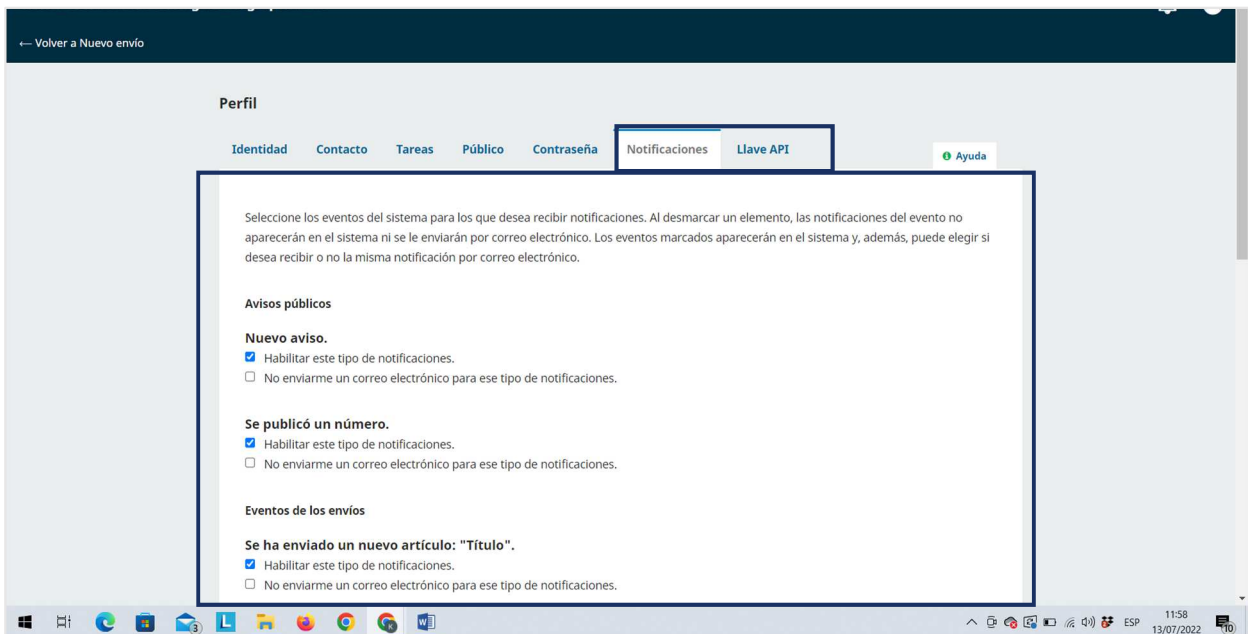 ← Volver a Nuevo envío
Perfil
Identidad Contacto Tareas Público Contraseña Notificaciones Llave API
Ayuda
Seleccione los eventos del sistema para los que desea recibir notificaciones. Al desmarcar un elemento, las notificaciones del evento no
aparecerán en el sistema ni se le enviarán por correo electrónico. Los eventos marcados aparecerán en el sistema y, además, puede elegir si
desea recibir o no la misma notificación por correo electrónico.
Avisos públicos
Nuevo aviso.
Habilitar este tipo de notificaciones.
No enviarme un correo electrónico para ese tipo de notificaciones.
Se publicó un número.
Habilitar este tipo de notificaciones.
No enviarme un correo electrónico para ese tipo de notificaciones.
Eventos de los envíos
Se ha enviado un nuevo artículo: "Título".
Habilitar este tipo de notificaciones.
No enviarme un correo electrónico para ese tipo de notificaciones.
3 L K W ESP 11:58 10
13/07/2022